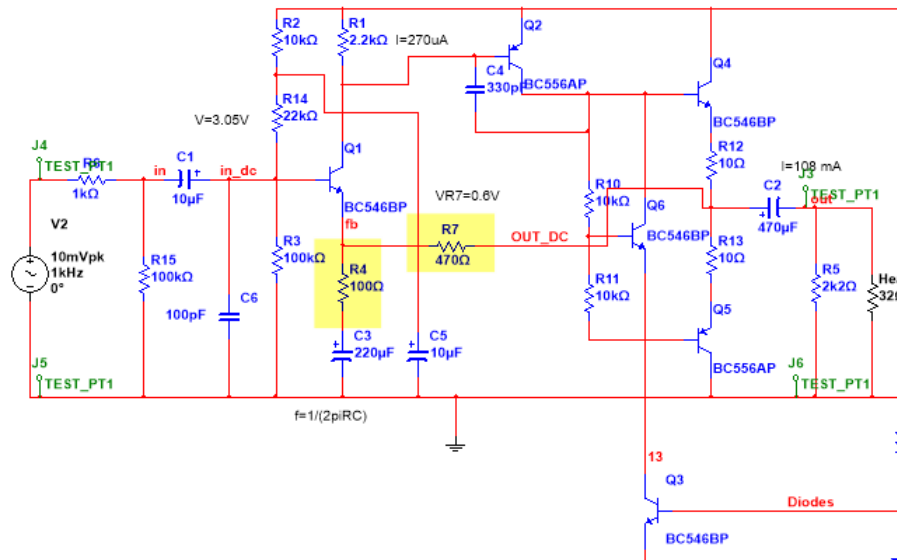 R2
10kΩ
R1
2.2kΩ
I=270uA
Q2
BC556AP
C4
330pF
Q4
BC546BP
R14
22kΩ
V=3.05V
Q1
BC546BP
J4
TEST_PT1
R6
1kΩ
in
C1
10µF
in_dc
R12
10Ω
I=108 mA
J3
TEST_PT1
out
C2
470µF
VR7=0.6V
R10
10kΩ
Q6
BC546BP
fb
R7
470Ω
OUT_DC
V2
10mVpk
1kHz
0°
R15
100kΩ
R3
100kΩ
R4
100Ω
C6
100pF
R11
10kΩ
R13
10Ω
R5
2k2Ω
Q5
BC556AP
C3
220µF
C5
10µF
J5
TEST_PT1
J6
TEST_PT1
f=1/(2piRC)
13
Q3
BC546BP
Diodes